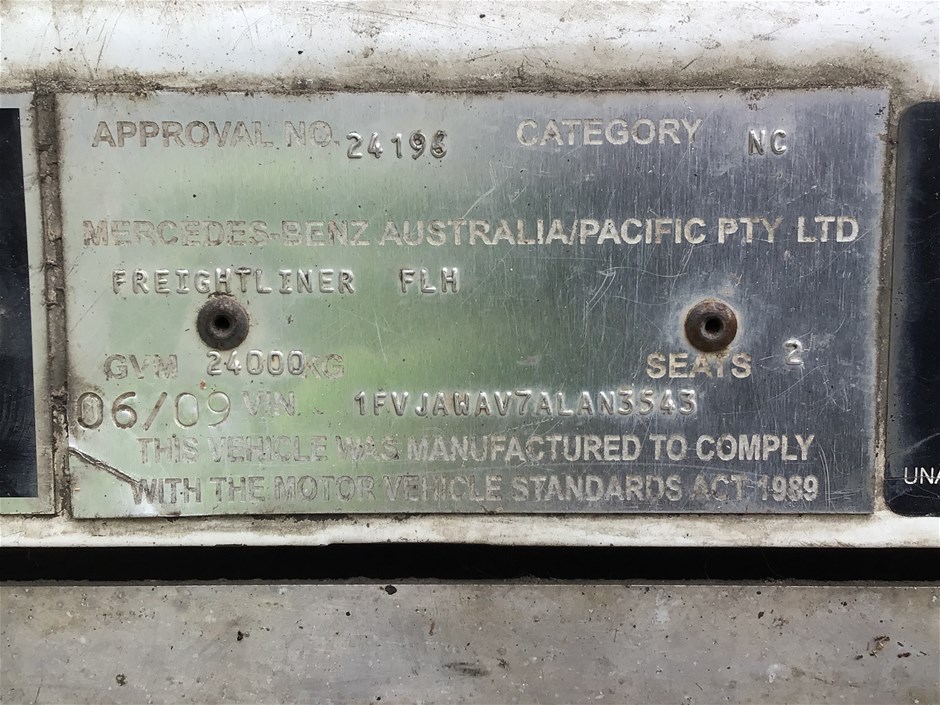 APPROVAL NO. 24196 CATEGORY NC
MERCEDES-BENZ AUSTRALIA/PACIFIC PTY LTD
FREIGHTLINER FLH
GVM 24000KG SEATS 2
06/09 VIN 1FVJAWAV7ALAN3543
THIS VEHICLE WAS MANUFACTURED TO COMPLY
WITH THE MOTOR VEHICLE STANDARDS ACT 1989